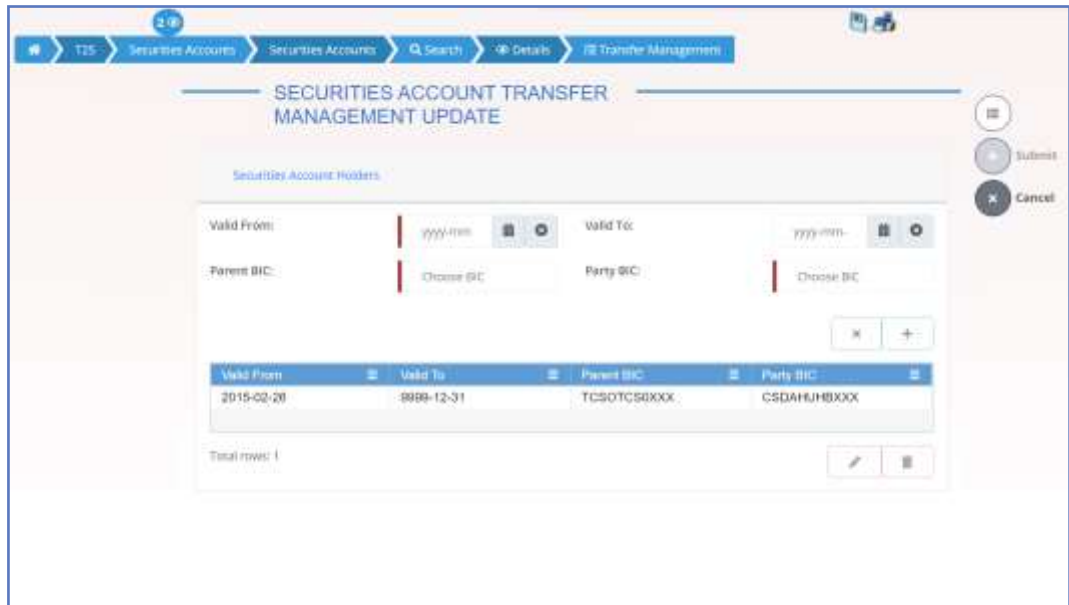 2
T2S Securities Accounts Securities Accounts Search Details Transfer Management
SECURITIES ACCOUNT TRANSFER
MANAGEMENT UPDATE
Submit
Securities Account Holders
Cancel
Valid From: yyyy-mm Valid To: yyyy-mm-
Parent BIC: Choose BIC Party BIC: Choose BIC
Valid From Valid To Parent BIC Party BIC
2015-02-28 9999-12-31 TCSOTCS0XXX CSDAHUHBXXX
Total rows: 1